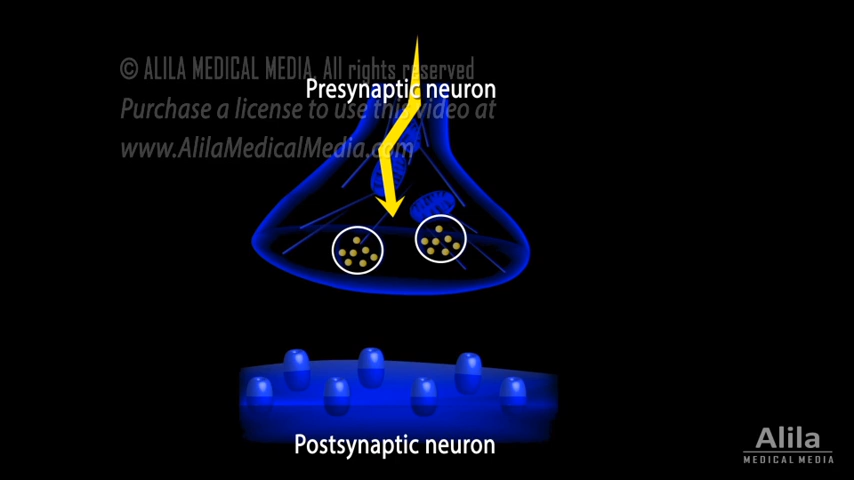 © ALILA MEDICAL MEDIA. All rights reserved
Presynaptic neuron
Purchase a license to use this video at
www.AlilaMedicalMedia.com
Postsynaptic neuron
Alila
MEDICAL MEDIA